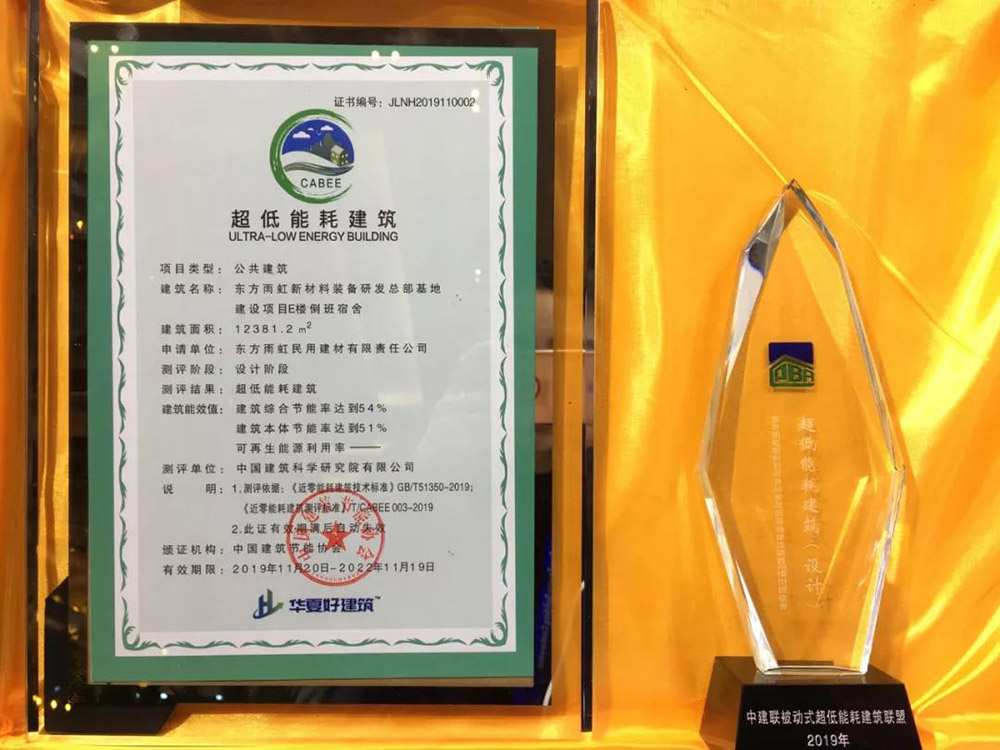 证书编号：JLNH2019110002
CABEE
超低能耗建筑
ULTRA-LOW ENERGY BUILDING
项目类型：公共建筑
建筑名称：东方雨虹新材料装备研发总部基地
建设项目E楼倒班宿舍
建筑面积：12381.2 m²
申请单位：东方雨虹民用建材有限责任公司
测评阶段：设计阶段
测评结果：超低能耗建筑
建筑能效值：建筑综合节能率达到54%
建筑本体节能率达到51%
可再生能源利用率——
测评单位：中国建筑科学研究院有限公司
说 明：1.测评依据：《近零能耗建筑技术标准》GB/T51350-2019；
《近零能耗建筑测评标准》T/CABEE 003-2019
2.此证有效期满后自动失效
颁证机构：中国建筑节能协会
有效期限：2019年11月20日-2022年11月19日
华夏好建筑™
超低能耗建筑（设计）
中建联被动式超低能耗建筑联盟
2019年